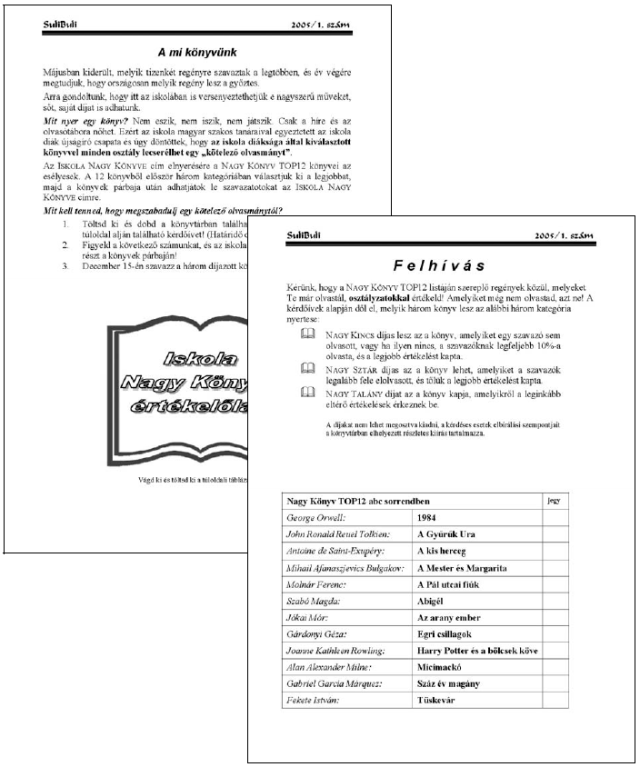 SuliBuli 2005/1. szám
A mi könyvünk
Májusban kiderült, melyik tizenkét regényre szavaztak a legtöbben, és év végére
megtudjuk, hogy országosan melyik regény lesz a győztes.
Arra gondoltunk, hogy itt az iskolában is versenyeztethetjük e nagyszerű műveket,
sőt, saját díjat is adhatunk.
Mit nyer egy könyv? Nem eszik, nem iszik, nem játszik. Csak a híre és az
olvasótábora nőhet. Ezért az iskola magyar szakos tanáraival egyeztetett az iskola
diák újságíró csapata és úgy döntöttek, hogy az iskola diáksága által kiválasztott
könyvvel minden osztály lecserélhet egy „kötelező olvasmányt”.
Az ISKOLA NAGY KÖNYVE cím elnyerésére a NAGY KÖNYV TOP12 könyvei az
esélyesek. A 12 könyvből először három kategóriában választjuk ki a legjobbat,
majd a könyvek párbaja után adhatjátok le szavazatotokat az ISKOLA NAGY
KÖNYVE címre.
Mit kell tenned, hogy megszabadulj egy kötelező olvasmánytól?
1. Töltsd ki és dobd a könyvtárban találha
túloldal alján található kérdőívet! (Határidő
2. Figyeld a következő számunkat, és az iskola
részt a könyvek párbaján!
3. December 15-én szavazz a három díjazott kö
Iskola
Nagy Köny
értékelőla
Vágd ki és töltsd ki a túloldali tábláz
SuliBuli 2005/1. szám
Felhívás
Kérünk, hogy a NAGY KÖNYV TOP12 listáján szereplő regények közül, melyeket
Te már olvastál, osztályzatokkal értékeld! Amelyiket még nem olvastad, azt ne! A
kérdőívek alapján dől el, melyik három könyv lesz az alábbi három kategória
nyertese:
NAGY KINCS díjas lesz az a könyv, amelyiket egy szavazó sem
olvasott, vagy ha ilyen nincs, a szavazóknak legfeljebb 10%-a
olvasta, és a legjobb értékelést kapta.
NAGY SZTÁR díjas az a könyv lehet, amelyiket a szavazók
legalább fele elolvasott, és tőlük a legjobb értékelést kapta.
NAGY TALÁNY díját az a könyv kapja, amelyikről a leginkább
eltérő értékelések érkeznek be.
A díjakat nem lehet megosztva kiadni, a kérdéses esetek elbírálási szempontjait
a könyvtárban elhelyezett részletes kiírás tartalmazza.
Nagy Könyv TOP12 abc sorrendben jegy
George Orwell: 1984
John Ronald Reuel Tolkien: A Gyűrűk Ura
Antoine de Saint-Exupéry: A kis herceg
Mihail Afanaszjevics Bulgakov: A Mester és Margarita
Molnár Ferenc: A Pál utcai fiúk
Szabó Magda: Abigél
Jókai Mór: Az arany ember
Gárdonyi Géza: Egri csillagok
Joanne Kathleen Rowling: Harry Potter és a bölcsek köve
Alan Alexander Milne: Micimackó
Gabriel García Márquez: Száz év magány
Fekete István: Tüskevár